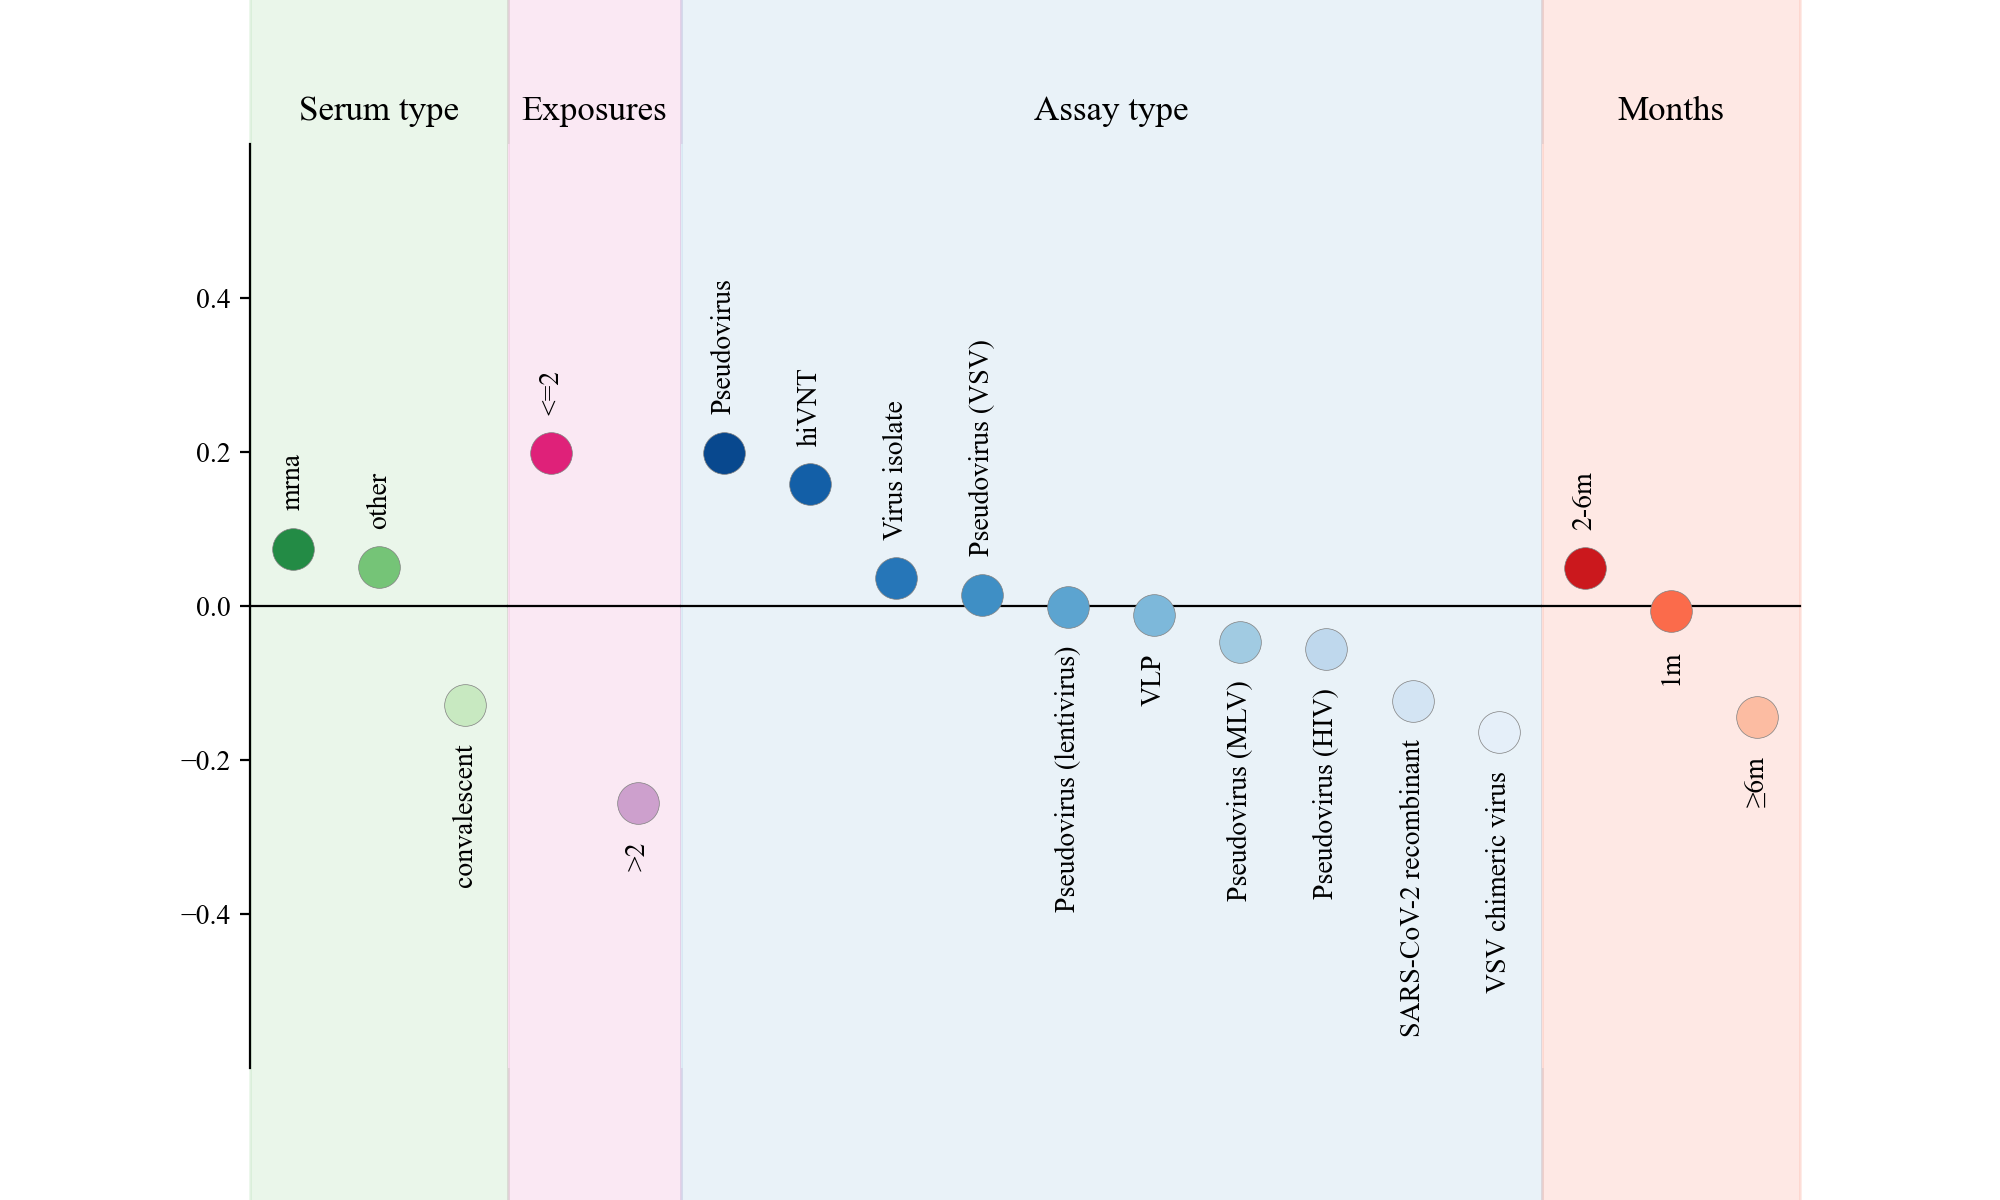 Serum type
Exposures
Assay type
Months
0.4
0.2
0.0
−0.2
−0.4
mrna
other
convalescent
<=2
>2
Pseudovirus
hiVNT
Virus isolate
Pseudovirus (VSV)
Pseudovirus (lentivirus)
VLP
Pseudovirus (MLV)
Pseudovirus (HIV)
SARS-CoV-2 recombinant
VSV chimeric virus
2-6m
1m
≥6m